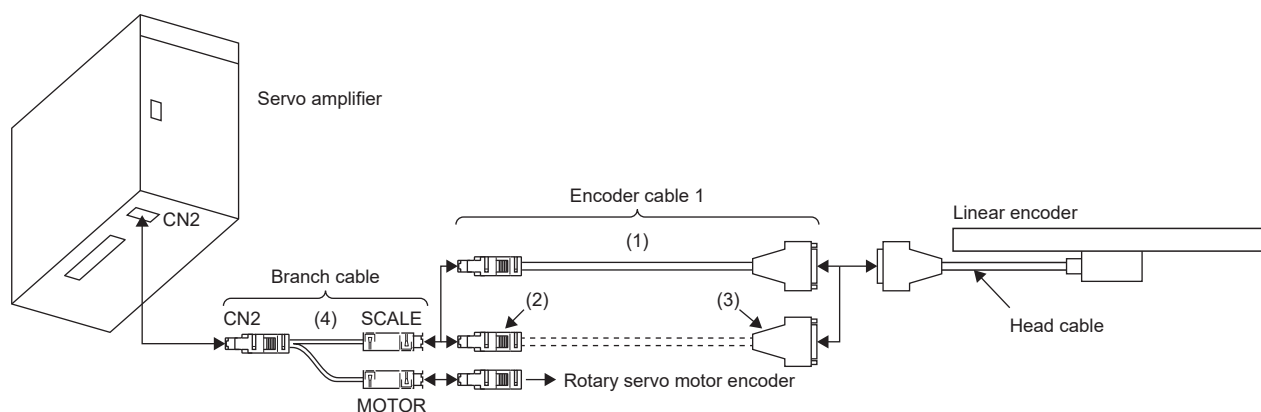 Servo amplifier
CN2
Encoder cable 1
(1)
Linear encoder
Branch cable
CN2
(4)
SCALE
(2)
(3)
Head cable
MOTOR
Rotary servo motor encoder